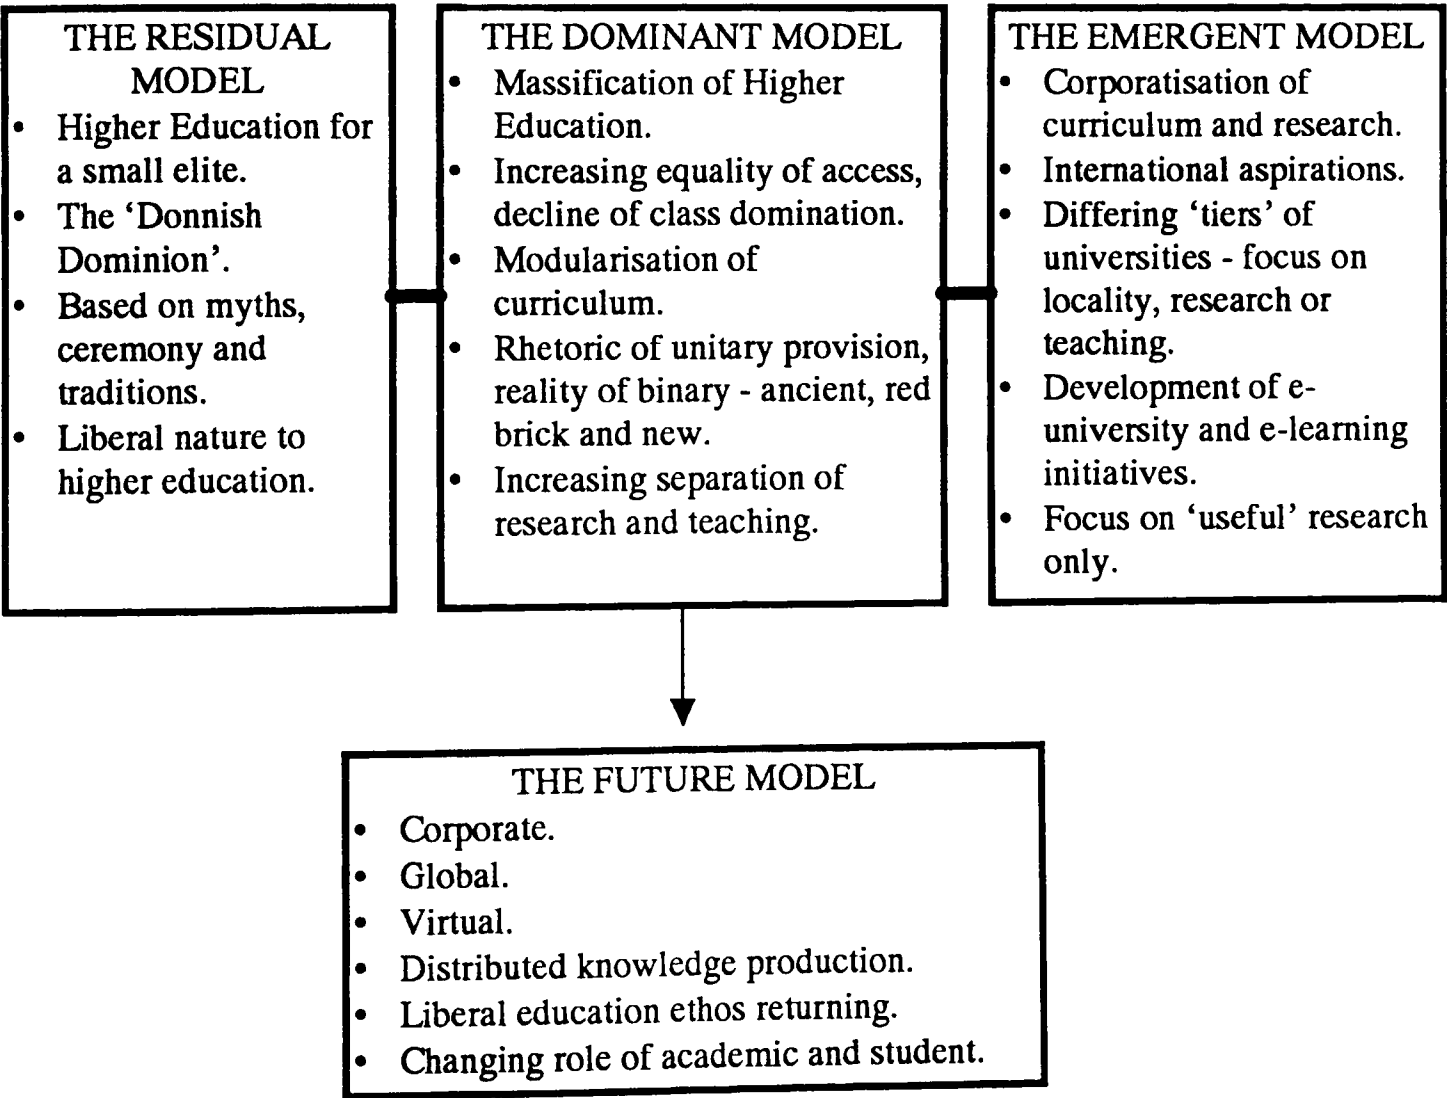 THE RESIDUAL
MODEL
• Higher Education for
a small elite.
• The ‘Donnish
Dominion’.
• Based on myths,
ceremony and
traditions.
• Liberal nature to
higher education.
THE DOMINANT MODEL
• Massification of Higher
Education.
• Increasing equality of access,
decline of class domination.
• Modularisation of
curriculum.
• Rhetoric of unitary provision,
reality of binary - ancient, red
brick and new.
• Increasing separation of
research and teaching.
THE EMERGENT MODEL
• Corporatisation of
curriculum and research.
• International aspirations.
• Differing ‘tiers’ of
universities - focus on
locality, research or
teaching.
• Development of e-
university and e-learning
initiatives.
• Focus on ‘useful’ research
only.
THE FUTURE MODEL
• Corporate.
• Global.
• Virtual.
• Distributed knowledge production.
• Liberal education ethos returning.
• Changing role of academic and student.